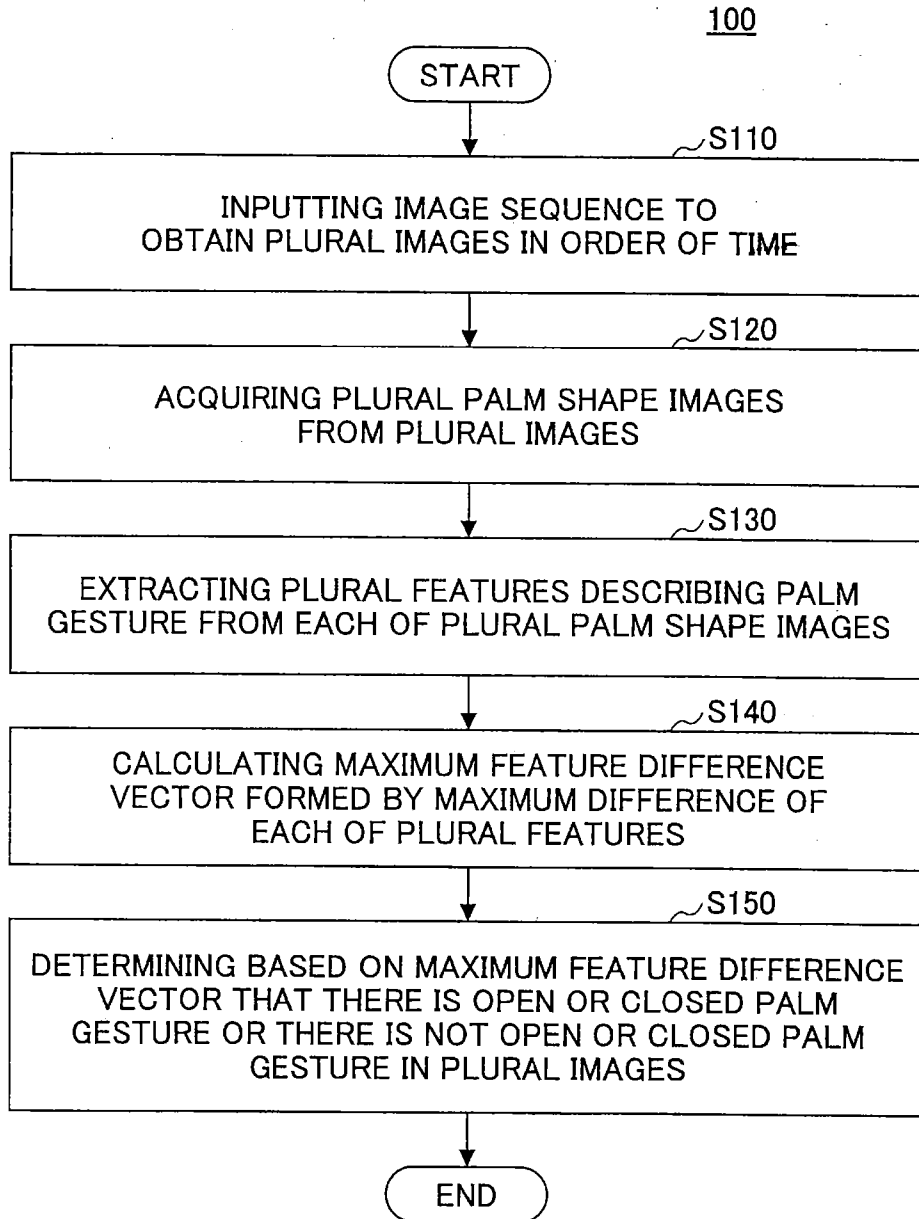 100
START
S110
INPUTTING IMAGE SEQUENCE TO
OBTAIN PLURAL IMAGES IN ORDER OF TIME
S120
ACQUIRING PLURAL PALM SHAPE IMAGES
FROM PLURAL IMAGES
S130
EXTRACTING PLURAL FEATURES DESCRIBING PALM
GESTURE FROM EACH OF PLURAL PALM SHAPE IMAGES
S140
CALCULATING MAXIMUM FEATURE DIFFERENCE
VECTOR FORMED BY MAXIMUM DIFFERENCE OF
EACH OF PLURAL FEATURES
S150
DETERMINING BASED ON MAXIMUM FEATURE DIFFERENCE
VECTOR THAT THERE IS OPEN OR CLOSED PALM
GESTURE OR THERE IS NOT OPEN OR CLOSED PALM
GESTURE IN PLURAL IMAGES
END